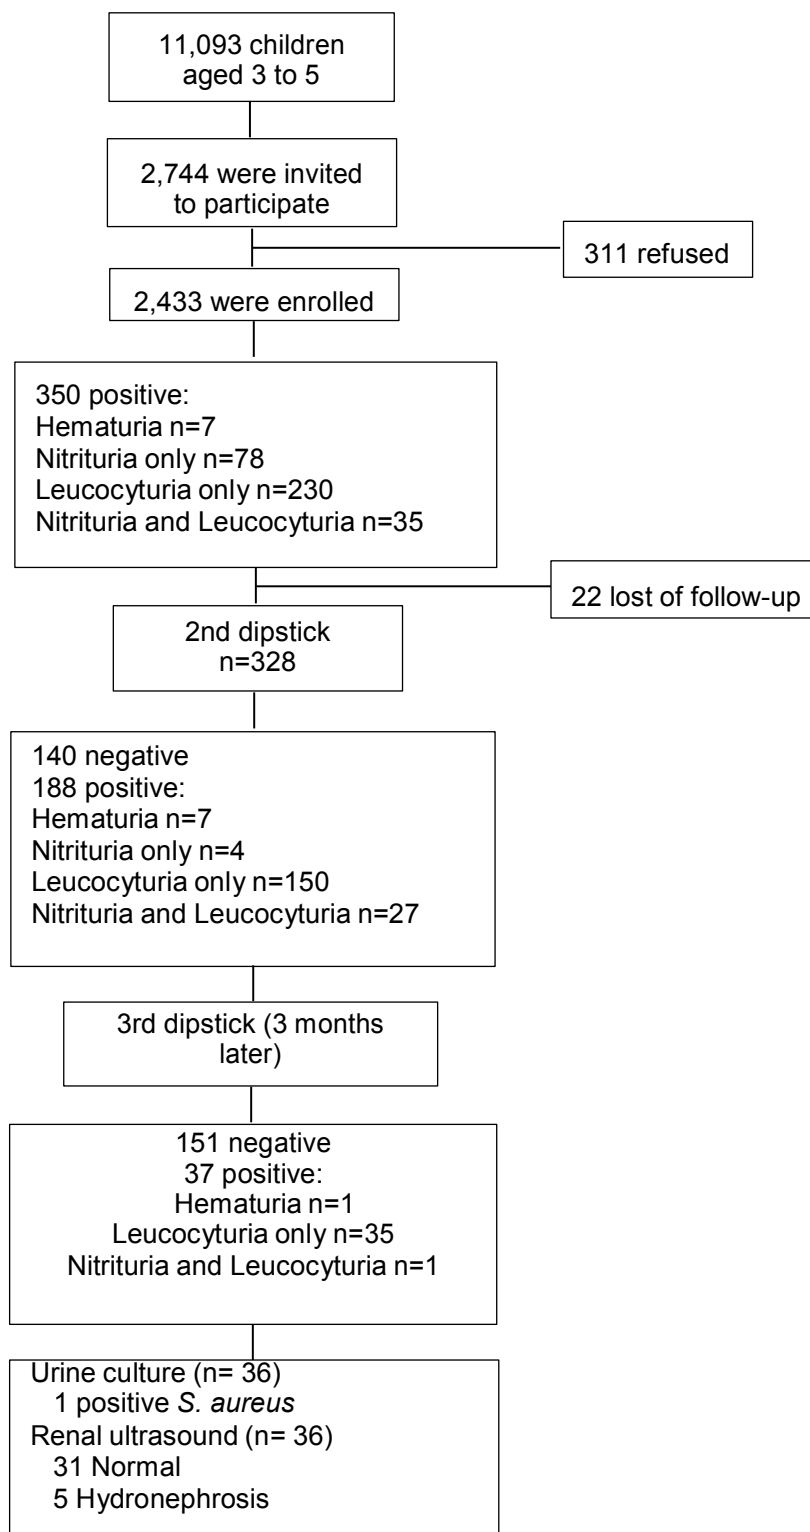 11,093 children
aged 3 to 5
2,744 were invited
to participate
311 refused
2,433 were enrolled
350 positive:
Hematuria n=7
Nitrituria only n=78
Leucocyturia only n=230
Nitrituria and Leucocyturia n=35
22 lost of follow-up
2nd dipstick
n=328
140 negative
188 positive:
Hematuria n=7
Nitrituria only n=4
Leucocyturia only n=150
Nitrituria and Leucocyturia n=27
3rd dipstick (3 months
later)
151 negative
37 positive:
Hematuria n=1
Leucocyturia only n=35
Nitrituria and Leucocyturia n=1
Urine culture (n= 36)
1 positive S. aureus
Renal ultrasound (n= 36)
31 Normal
5 Hydronephrosis